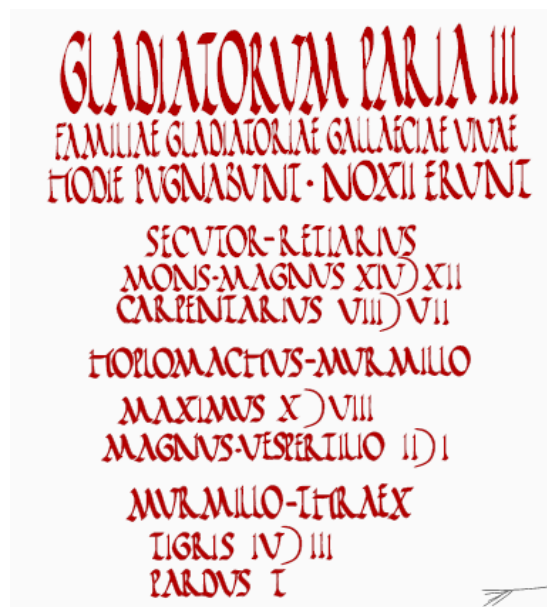 GLADIATORVM PARIA III
FAMILIAE GLADIATORIAE GALLAECIAE VIVAE
HODIE PVGNABVNT · NOXII ERVNT
SECVTOR-RETIARIVS
MONS-MAGNVS XIV) XII
CARPENTARIVS VIII) VII
HOPLOMACHVS-MVRMILLO
MAXIMVS X) VIII
MAGNVS-VESPERTILIO II) I
MVRMILLO-THRAEX
TIGRIS IV) III
PARDVS T